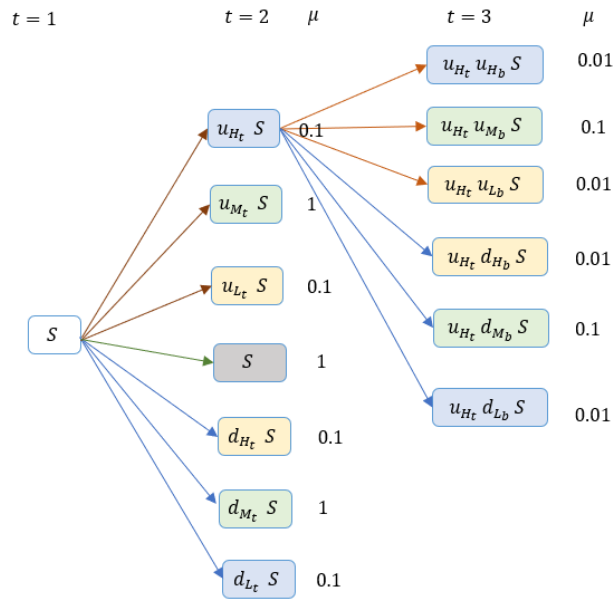 t = 1 t = 2 μ t = 3 μ
u_{H_t} u_{H_b} S 0.01
u_{H_t} S 0.1 u_{H_t} u_{M_b} S 0.1
u_{M_t} S 1 u_{H_t} u_{L_b} S 0.01
u_{H_t} d_{H_b} S 0.01
u_{L_t} S 0.1
S u_{H_t} d_{M_b} S 0.1
S 1
u_{H_t} d_{L_b} S 0.01
d_{H_t} S 0.1
d_{M_t} S 1
d_{L_t} S 0.1